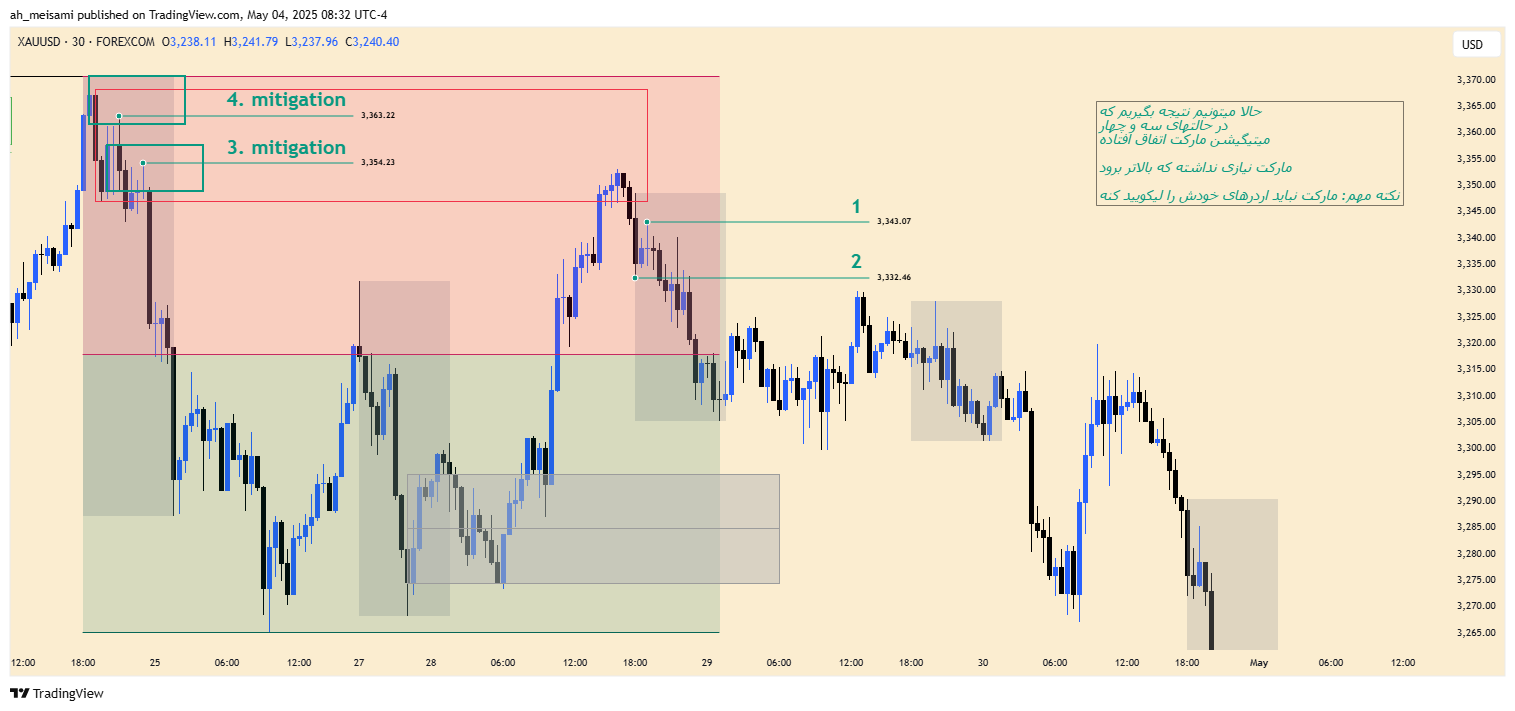 ah_meisami published on TradingView.com, May 04, 2025 08:32 UTC-4
XAUUSD · 30 · FOREXCOM O3,238.11 H3,241.79 L3,237.96 C3,240.40
USD
4. mitigation
3,363.22
3. mitigation
3,354.23
1
3,343.07
2
3,332.46
حالا میتونیم نتیجه بگیریم که
در حالتهای سه و چهار
میتیگیشن مارکت اتفاق افتاده
مارکت نیازی نداشته که بالاتر برود
نکته مهم: مارکت نباید اردرهای خودش را لیکویید کنه
3,370.00
3,365.00
3,360.00
3,355.00
3,350.00
3,345.00
3,340.00
3,335.00
3,330.00
3,325.00
3,320.00
3,315.00
3,310.00
3,305.00
3,300.00
3,295.00
3,290.00
3,285.00
3,280.00
3,275.00
3,270.00
3,265.00
12:00 18:00 25 06:00 12:00 27 28 06:00 12:00 18:00 29 06:00 12:00 18:00 30 06:00 12:00 18:00 May 06:00 12:00
TradingView